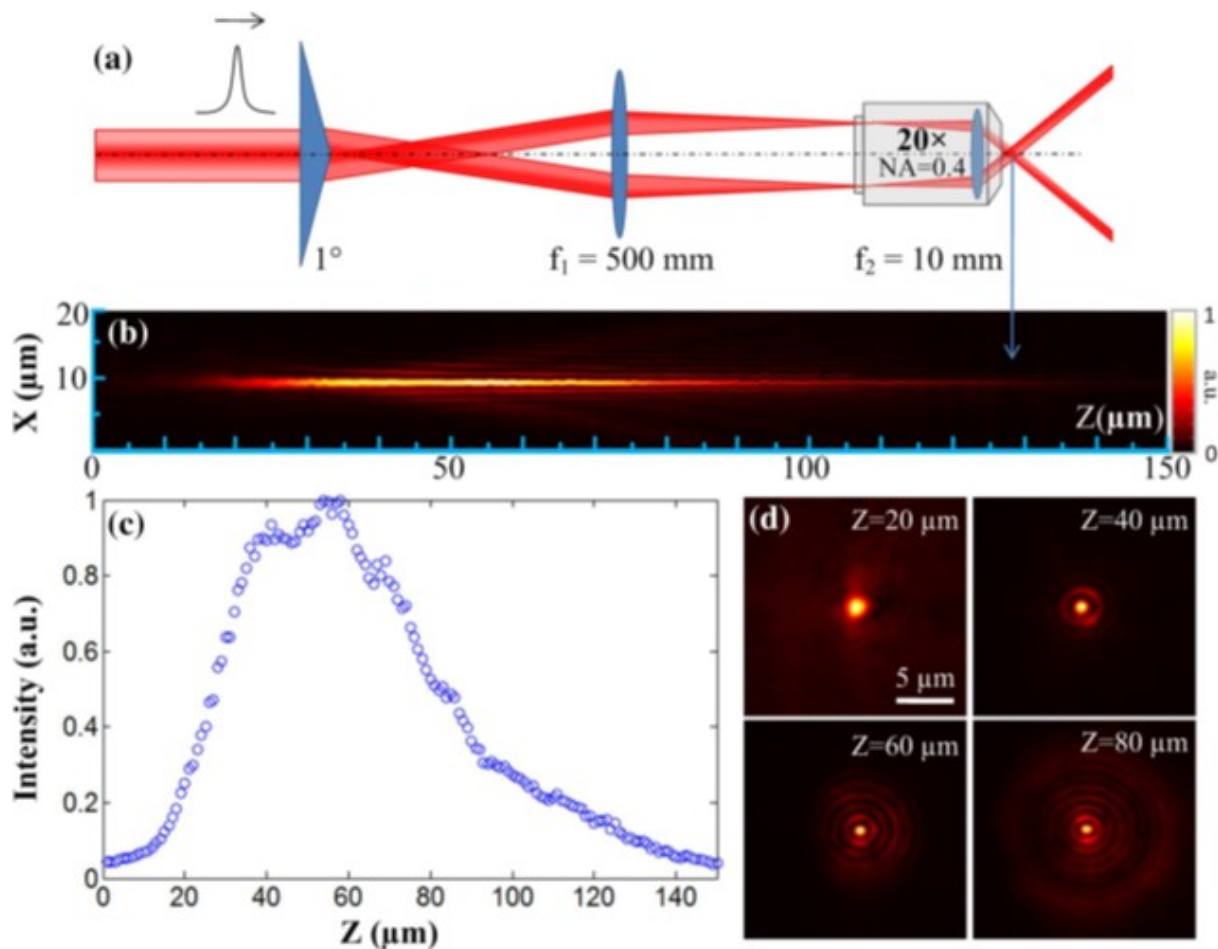 (a)
20×
NA=0.4
1°
f₁ = 500 mm
f₂ = 10 mm
(b)
X (µm)
20
10
0
50
100
150
Z(µm)
1
a.u.
0
(c)
Intensity (a.u.)
1
0.8
0.6
0.4
0.2
0
0
20
40
60
80
100
120
140
Z (µm)
(d)
Z=20 µm
5 µm
Z=40 µm
Z=60 µm
Z=80 µm